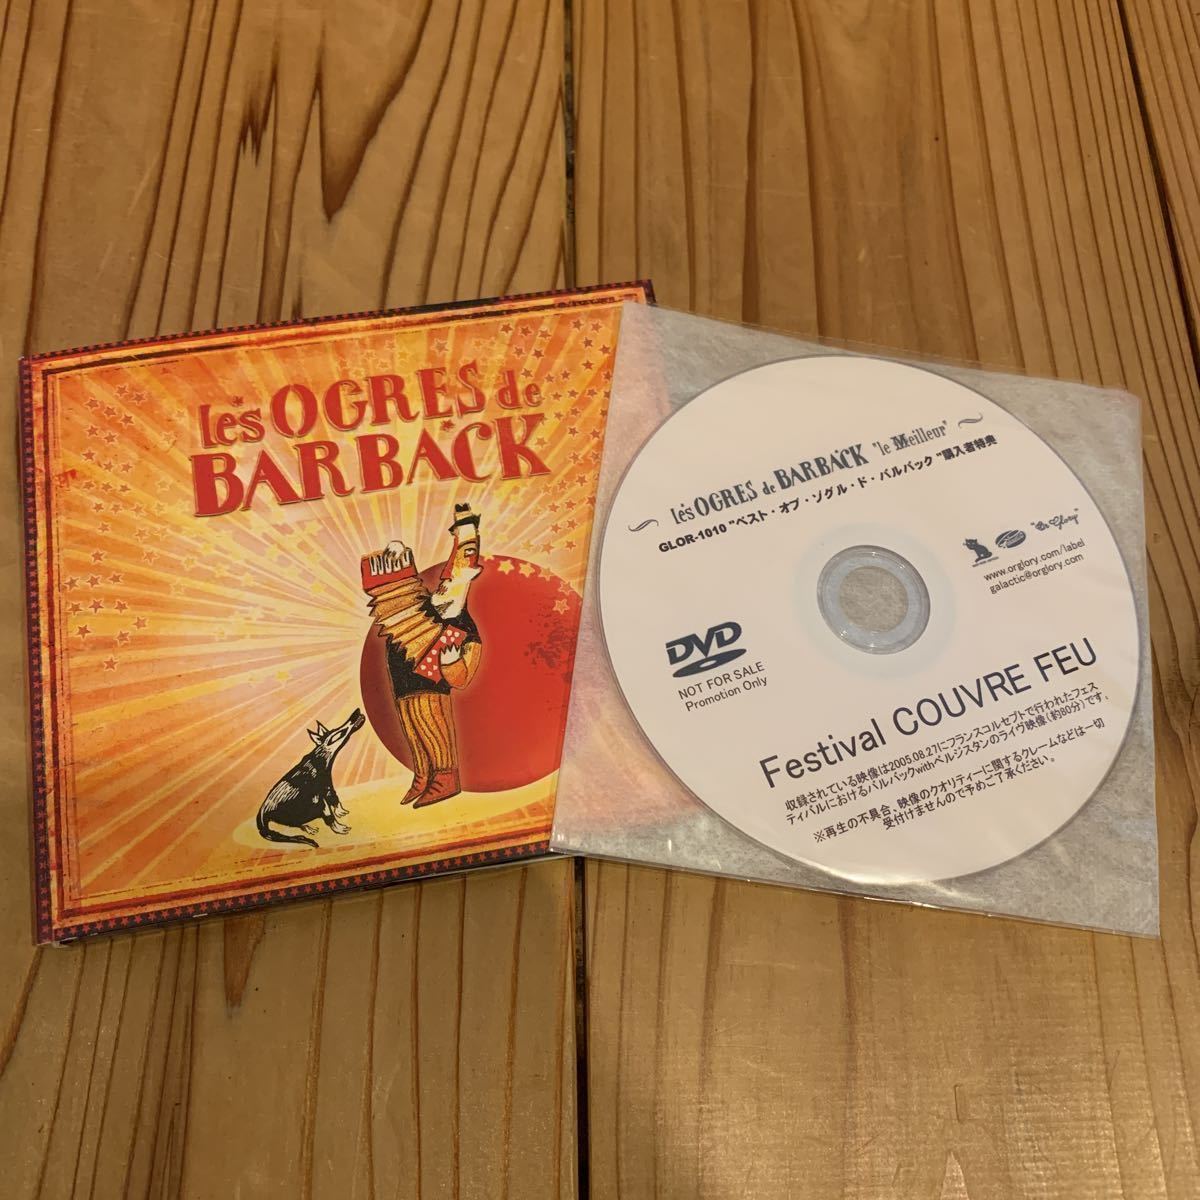 les OGRES de
BARBACK
les OGRES de BARBACK "le Meilleur"
GLOR-1010 "ベスト・オブ・ゾグル・ド・バルバック "購入者特典
"Or Glory"
www.orglory.com/label
galactic@orglory.com
DVD
NOT FOR SALE
Promotion Only
Festival COUVRE FEU
収録されている映像は2005.08.27にフランスコルセプトで行われたフェス
ティバルにおけるバルバックwithベルジスタンのライヴ映像(約80分)です。
※再生の不具合、映像のクオリティーに関するクレームなどは一切
受付けませんので予めご了承ください。